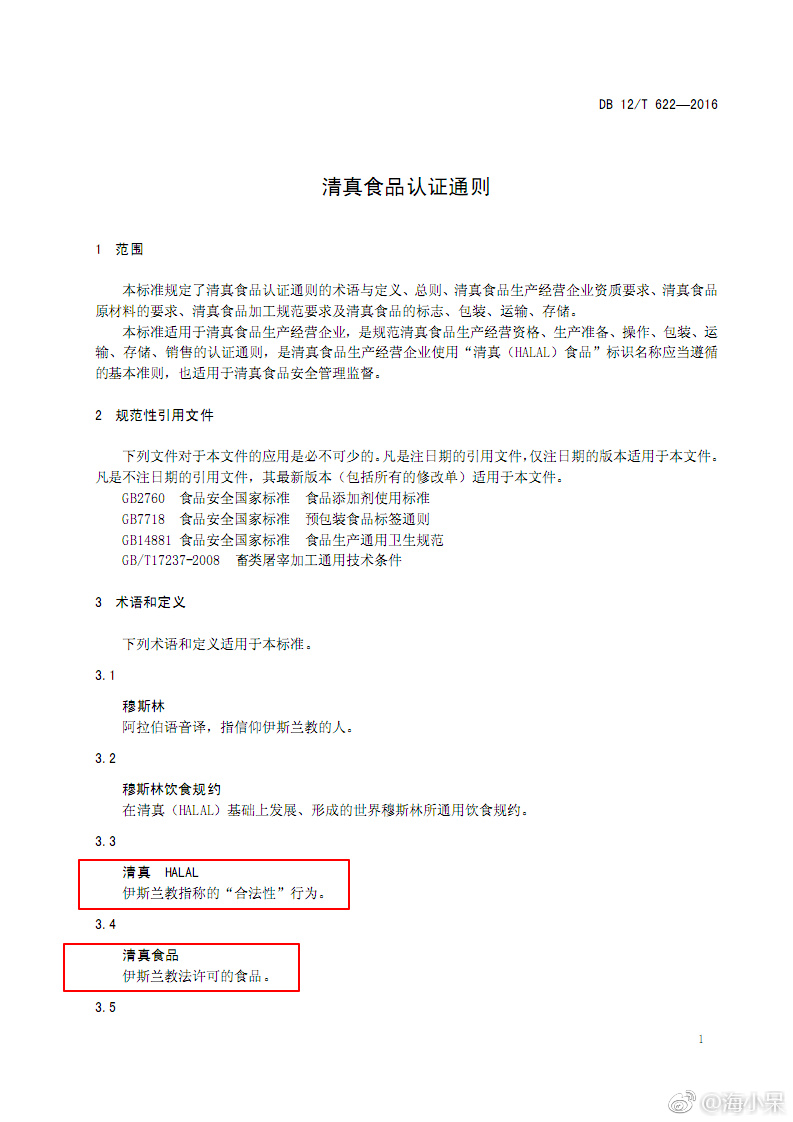 DB 12/T 622—2016
清真食品认证通则
1 范围
本标准规定了清真食品认证通则的术语与定义、总则、清真食品生产经营企业资质要求、清真食品
原材料的要求、清真食品加工规范要求及清真食品的标志、包装、运输、存储。
本标准适用于清真食品生产经营企业，是规范清真食品生产经营资格、生产准备、操作、包装、运
输、存储、销售的认证通则，是清真食品生产经营企业使用“清真（HALAL）食品”标识名称应当遵循
的基本准则，也适用于清真食品安全管理监督。
2 规范性引用文件
下列文件对于本文件的应用是必不可少的。凡是注日期的引用文件，仅注日期的版本适用于本文件。
凡是不注日期的引用文件，其最新版本（包括所有的修改单）适用于本文件。
GB2760 食品安全国家标准 食品添加剂使用标准
GB7718 食品安全国家标准 预包装食品标签通则
GB14881 食品安全国家标准 食品生产通用卫生规范
GB/T17237-2008 畜类屠宰加工通用技术条件
3 术语和定义
下列术语和定义适用于本标准。
3.1
穆斯林
阿拉伯语音译，指信仰伊斯兰教的人。
3.2
穆斯林饮食规约
在清真（HALAL）基础上发展、形成的世界穆斯林所通用饮食规约。
3.3
清真 HALAL
伊斯兰教指称的“合法性”行为。
3.4
清真食品
伊斯兰教法许可的食品。
3.5
1
@海小呆